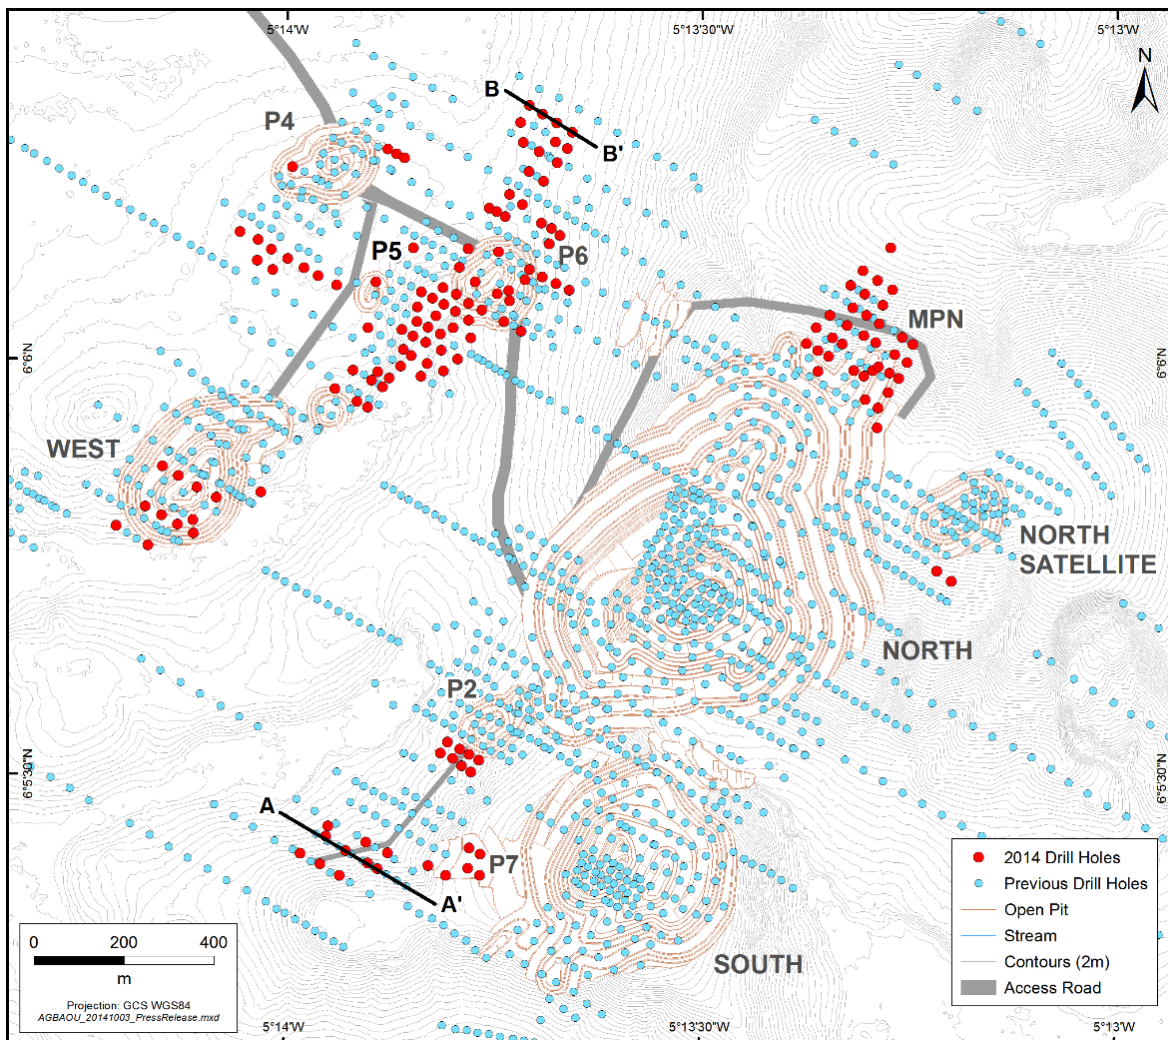 5°14'W
5°13'30"W
5°13'W
N
B
P4
B'
P5
P6
MPN
6°6'N
6°6'N
WEST
NORTH
SATELLITE
NORTH
P2
6°5'30"N
6°5'30"N
A
P7
A'
SOUTH
2014 Drill Holes
Previous Drill Holes
Open Pit
Stream
Contours (2m)
Access Road
0 200 400
m
Projection: GCS WGS84
AGBAOU_20141003_PressRelease.mxd
5°14'W
5°13'30"W
5°13'W